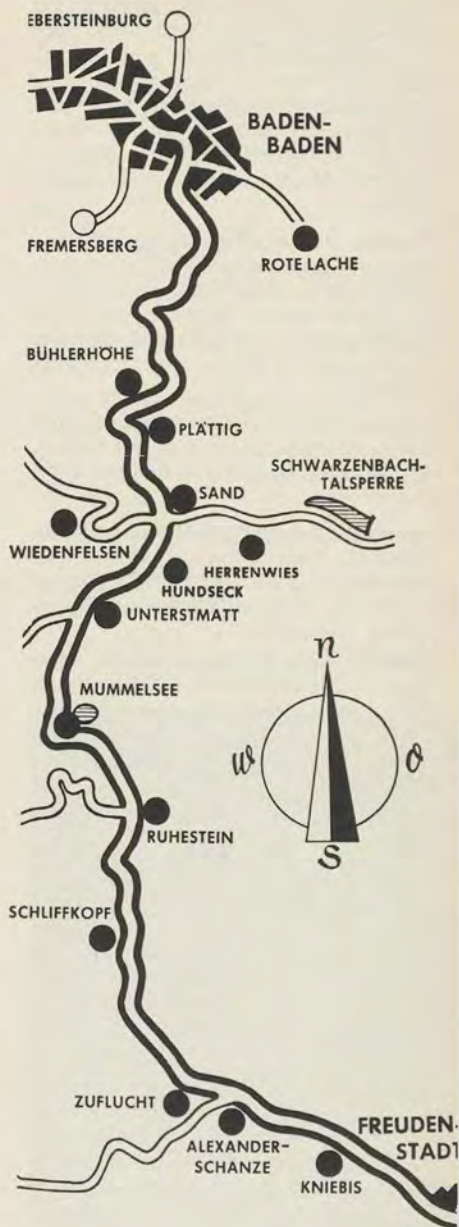 EBERSTEINBURG
BADEN-
BADEN
FREMERSBERG
ROTE LACHE
BÜHLERHÖHE
PLÄTTIG
SCHWARZENBACH-
TALSPERRE
SAND
WIEDENFELSEN
HERRENWIES
HUNDSECK
UNTERSTMATT
MUMMELSEE
n
w
o
S
RUHESTEIN
SCHLIFFKOPF
ZUFLUCHT
FREUDEN-
STADT
ALEXANDER-
SCHANZE
KNIEBIS